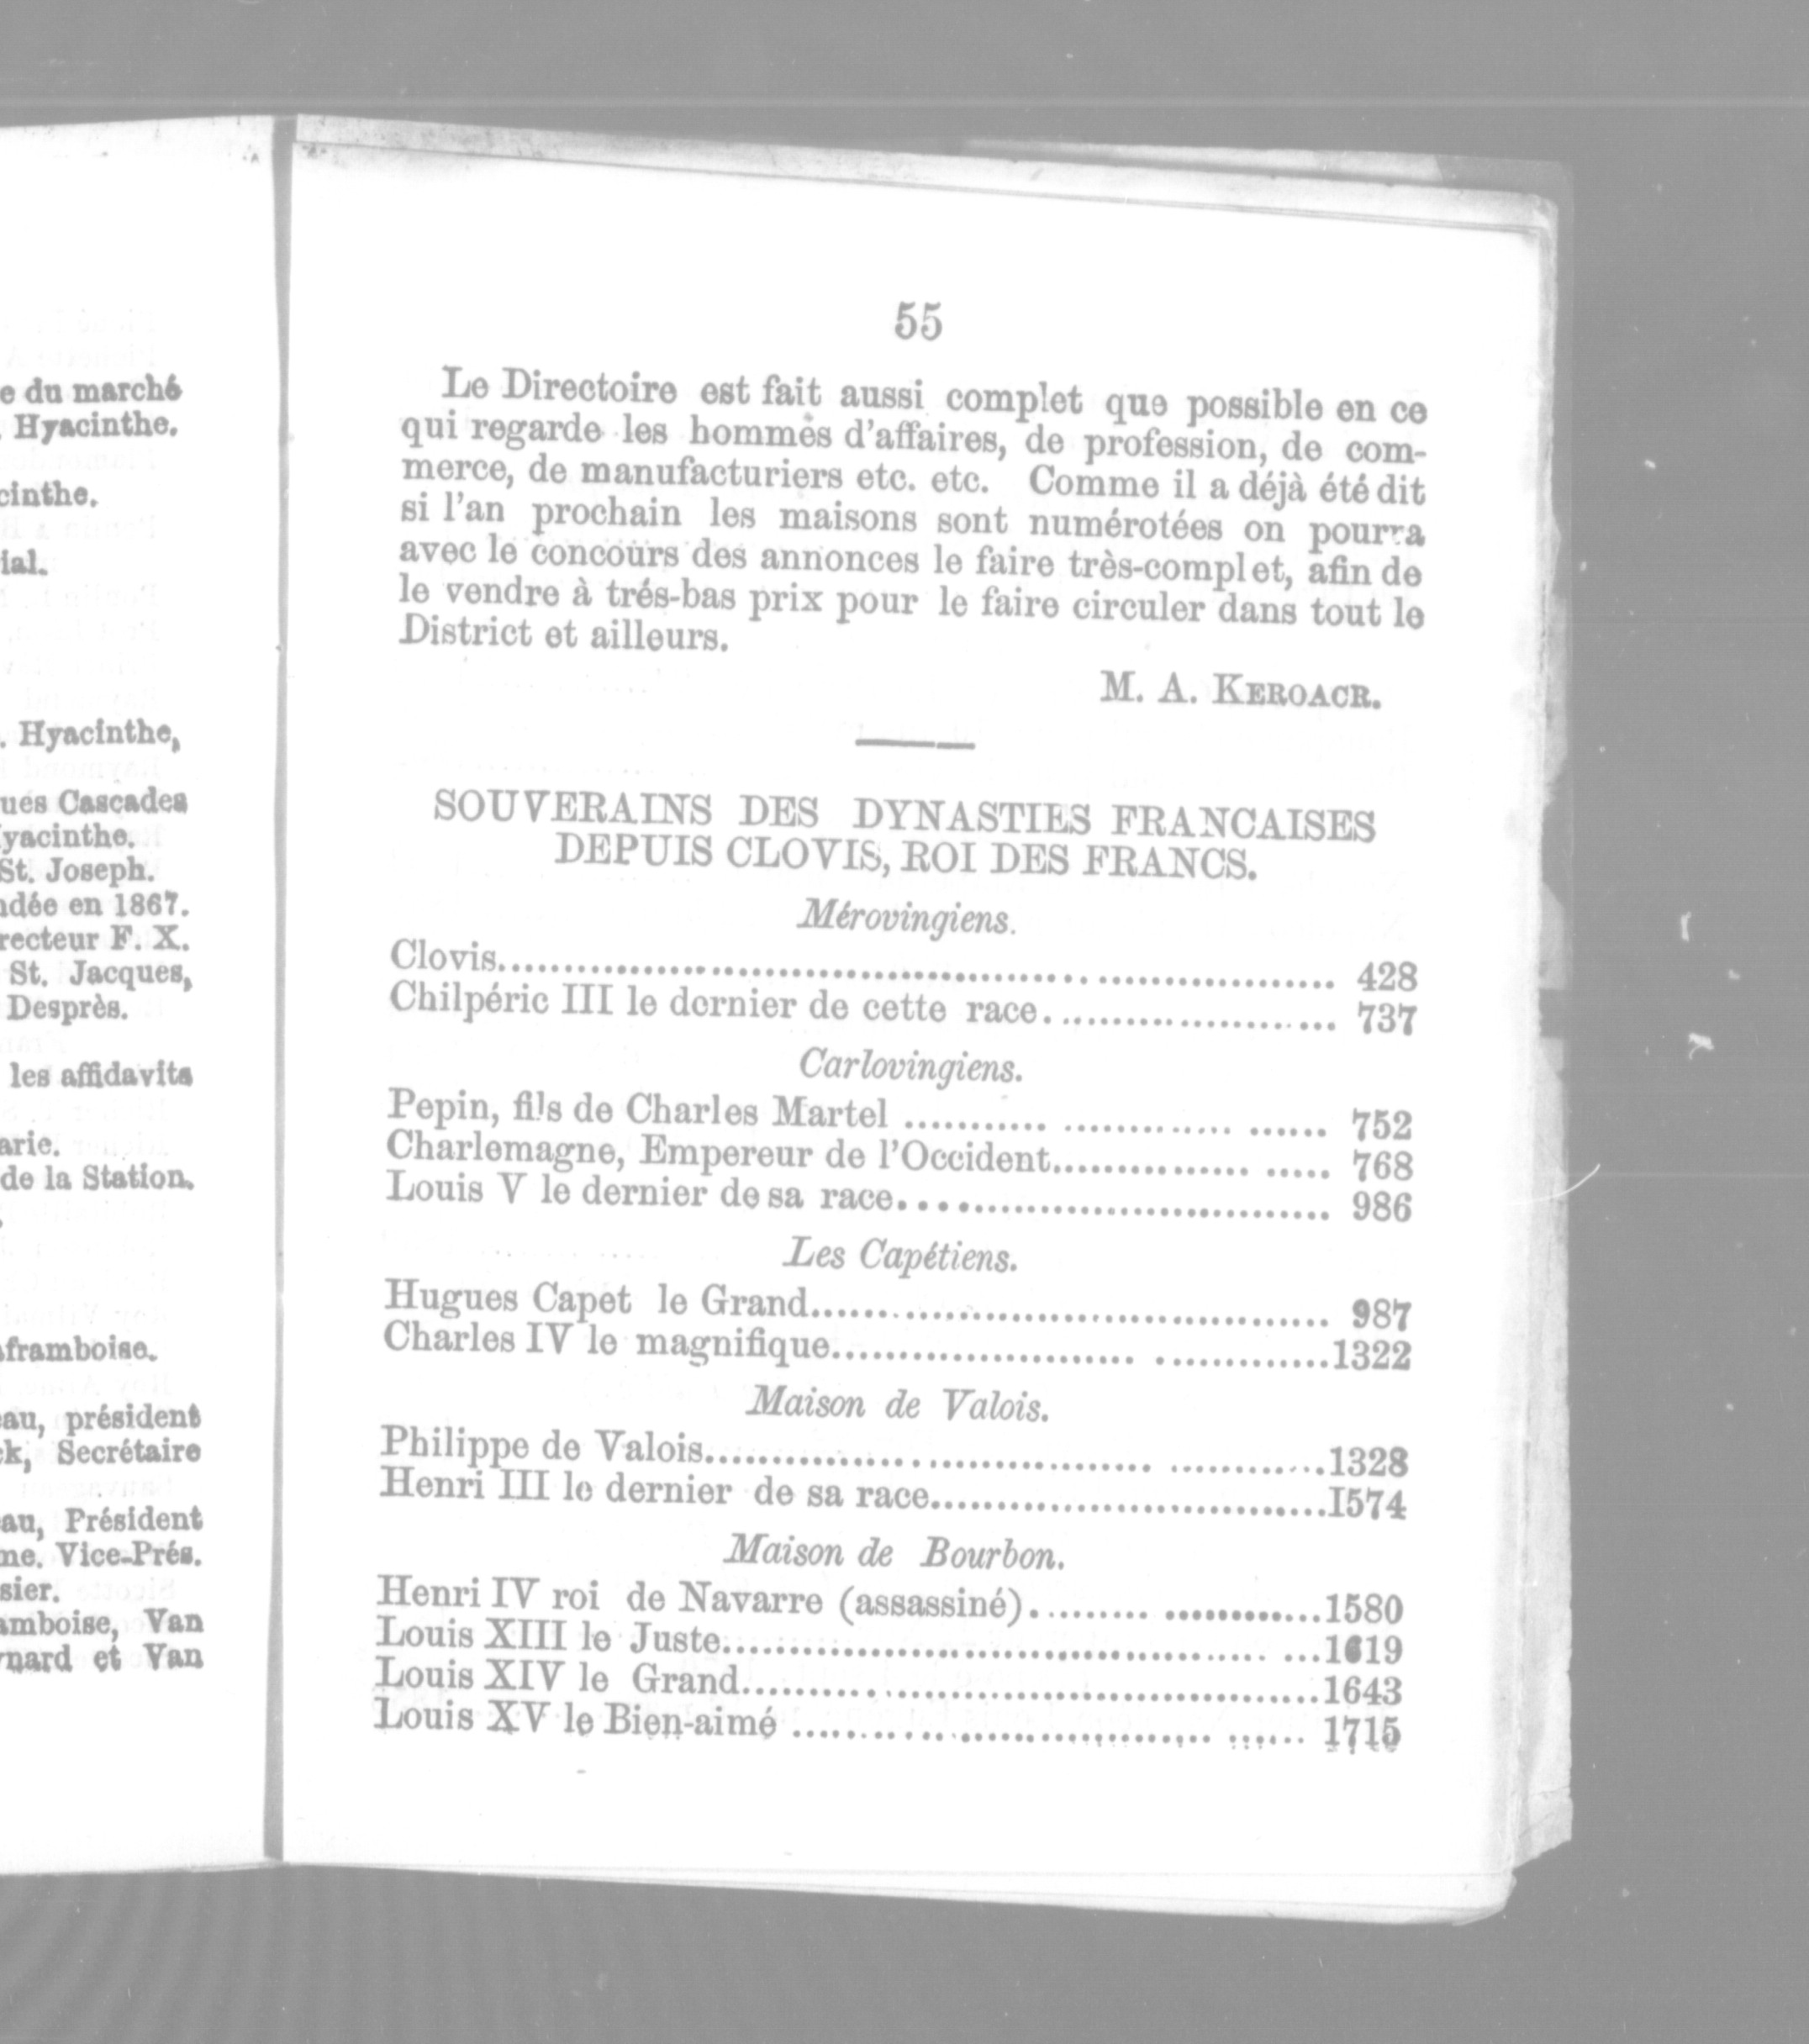 e du marché
Hyacinthe.
cinthe.
ial.
. Hyacinthe,
ues Cascades
yacinthe.
St. Joseph.
ndée en 1867.
recteur F. X.
St. Jacques,
Desprès.
les affidavits
arie.
de la Station.
aframboise.
eau, président
ck, Secrétaire
eau, Président
me. Vice-Prés.
sier.
amboise, Van
ynard et Van
55
Le Directoire est fait aussi complet que possible en ce
qui regarde les hommes d'affaires, de profession, de com-
merce, de manufacturiers etc. etc. Comme il a déjà été dit
si l'an prochain les maisons sont numérotées on pourra
avec le concours des annonces le faire très-complet, afin de
le vendre à trés-bas prix pour le faire circuler dans tout le
District et ailleurs.
M. A. KEROACR.
SOUVERAINS DES DYNASTIES FRANCAISES
DEPUIS CLOVIS, ROI DES FRANCS.
Mérovingiens.
Clovis........................................................ 428
Chilpéric III le dernier de cette race........................ 737
Carlovingiens.
Pepin, fils de Charles Martel ........... ............. ...... 752
Charlemagne, Empereur de l'Occident............... ..... 768
Louis V le dernier de sa race................................. 986
Les Capétiens.
Hugues Capet le Grand....................................... 987
Charles IV le magnifique....................... . .............1322
Maison de Valois.
Philippe de Valois.................................. ............1328
Henri III le dernier de sa race..............................I574
Maison de Bourbon.
Henri IV roi de Navarre (assassiné).......... ............1580
Louis XIII le Juste......................................... ...1619
Louis XIV le Grand............................................1643
Louis XV le Bien-aimé ................................ ...... 1715